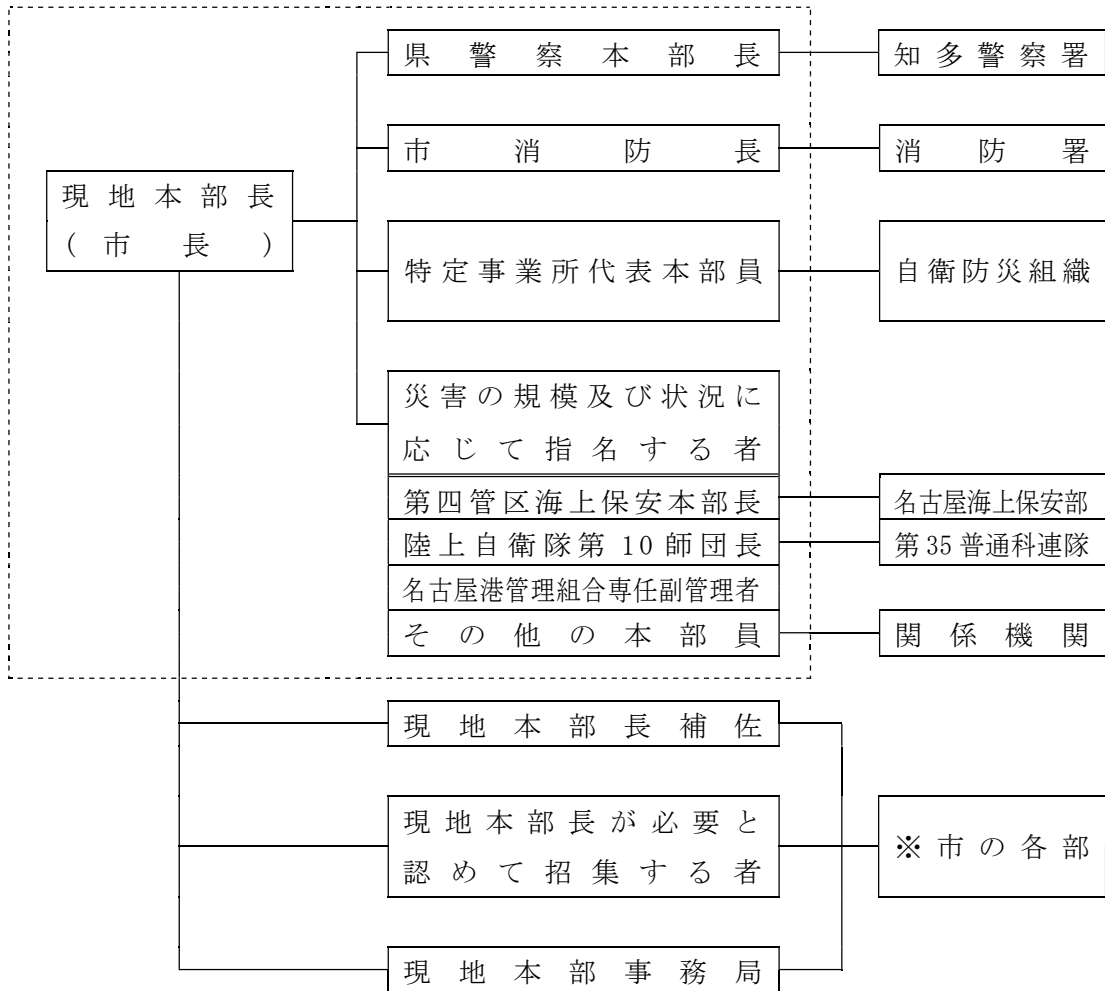 県警察本部長
知多警察署
市消防長
消防署
現地本部長
(市長)
特定事業所代表本部員
自衛防災組織
災害の規模及び状況に
応じて指名する者
第四管区海上保安本部長
名古屋海上保安部
陸上自衛隊第10師団長
第35普通科連隊
名古屋港管理組合専任副管理者
その他の本部員
関係機関
現地本部長補佐
現地本部長が必要と
認めて招集する者
※市の各部
現地本部事務局